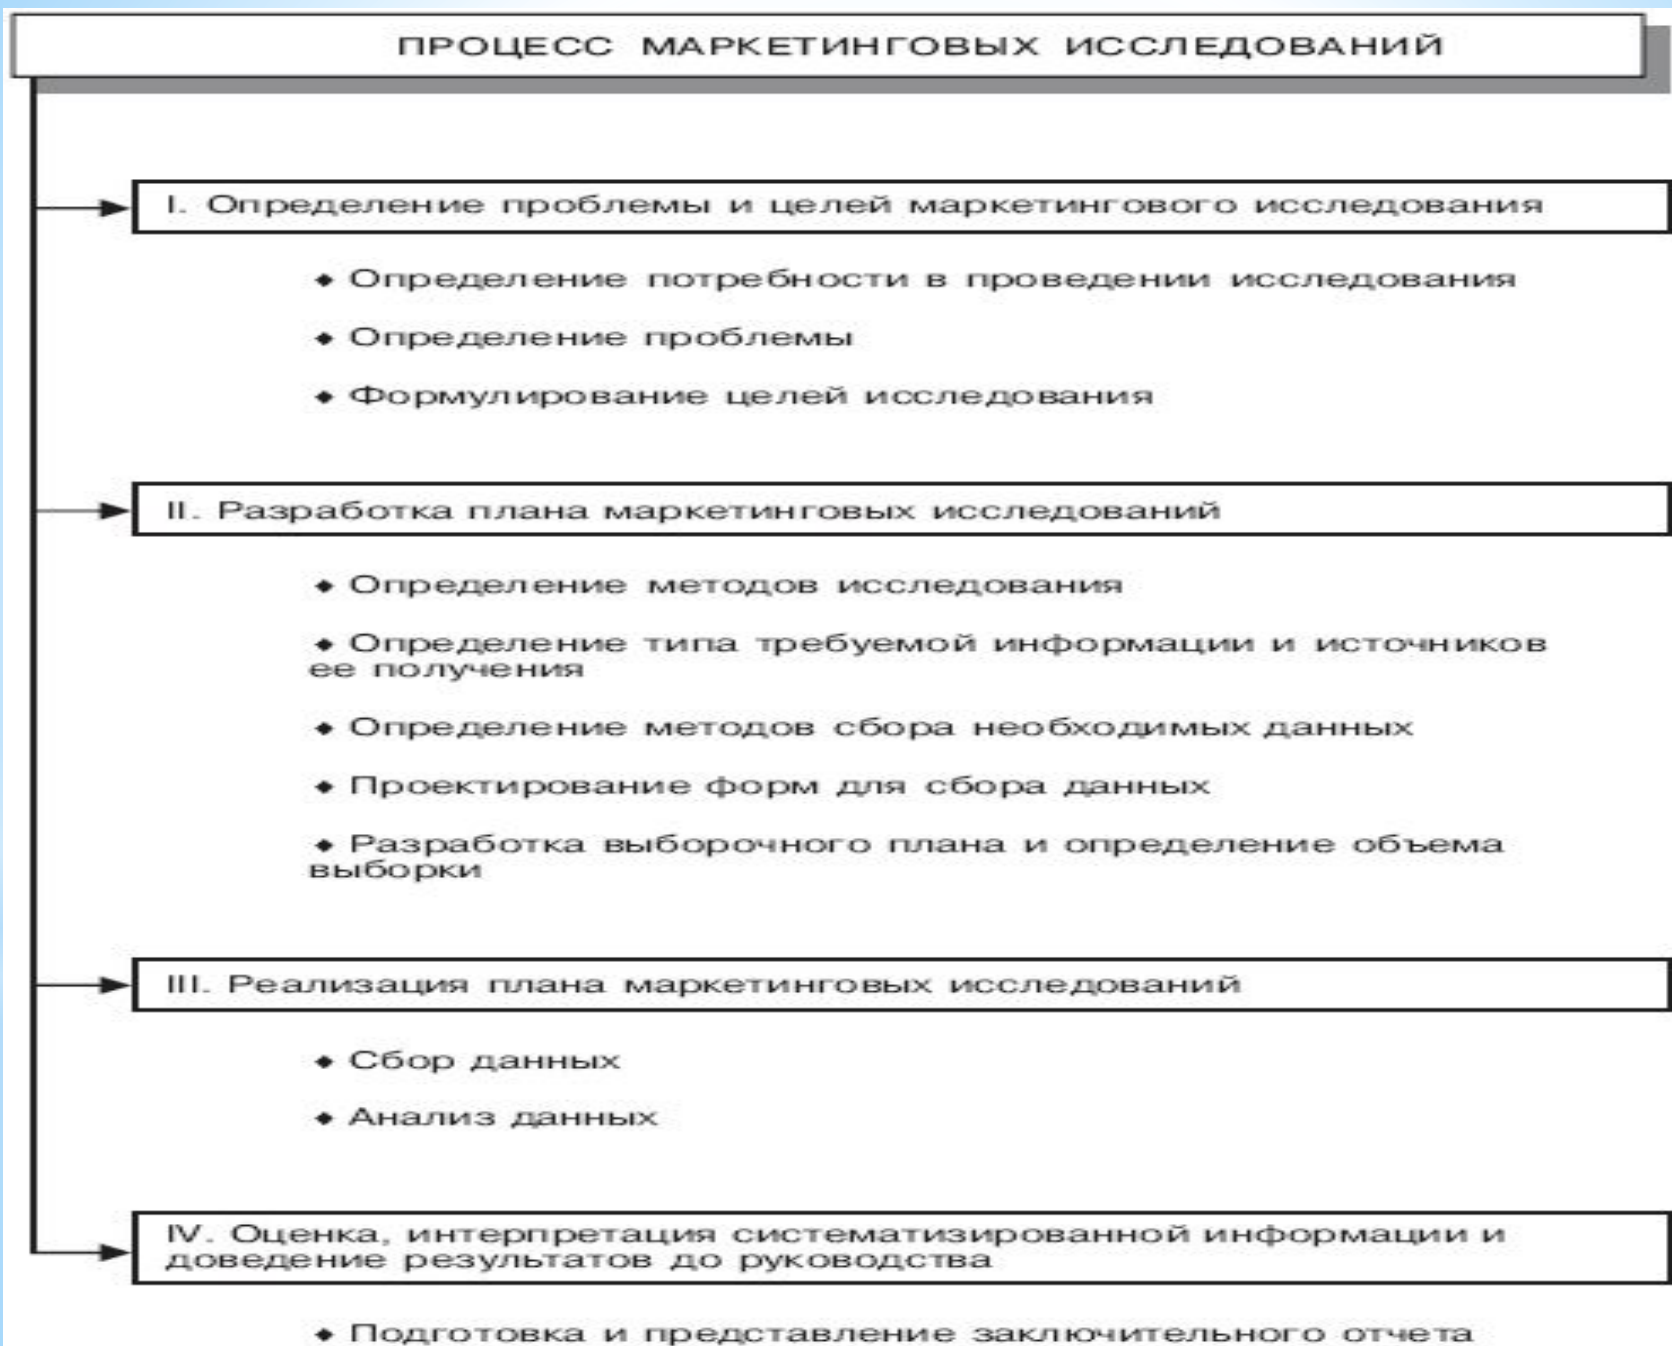 ПРОЦЕСС МАРКЕТИНГОВЫХ ИССЛЕДОВАНИЙ
I. Определение проблемы и целей маркетингового исследования
◆ Определение потребности в проведении исследования
◆ Определение проблемы
◆ Формулирование целей исследования
II. Разработка плана маркетинговых исследований
◆ Определение методов исследования
◆ Определение типа требуемой информации и источников
ее получения
◆ Определение методов сбора необходимых данных
◆ Проектирование форм для сбора данных
◆ Разработка выборочного плана и определение объема
выборки
III. Реализация плана маркетинговых исследований
◆ Сбор данных
◆ Анализ данных
IV. Оценка, интерпретация систематизированной информации и
доведение результатов до руководства
◆ Подготовка и представление заключительного отчета